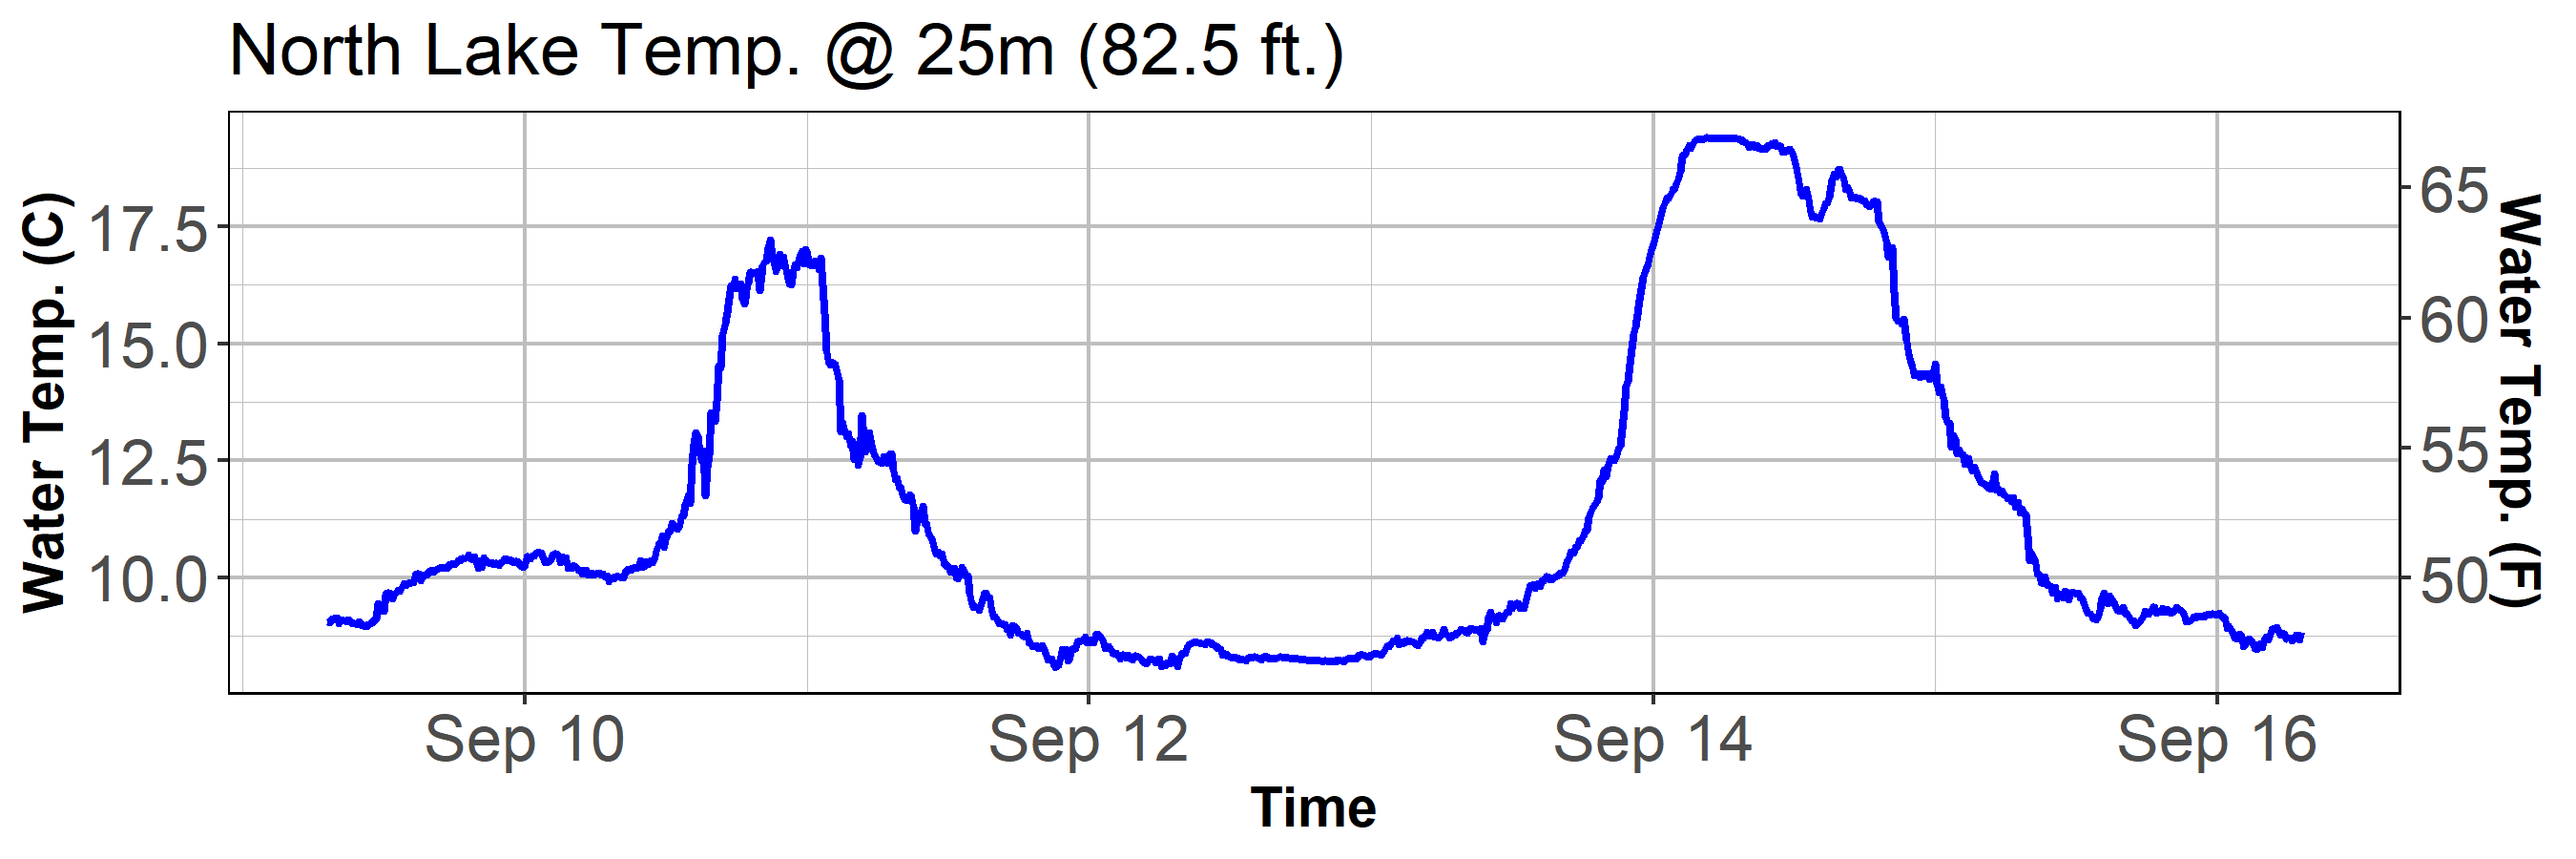 North Lake Temp. @ 25m (82.5 ft.)
Water Temp. (C)
17.5
15.0
12.5
10.0
65
60
55
50
Water Temp. (F)
Sep 10 Sep 12 Sep 14 Sep 16
Time